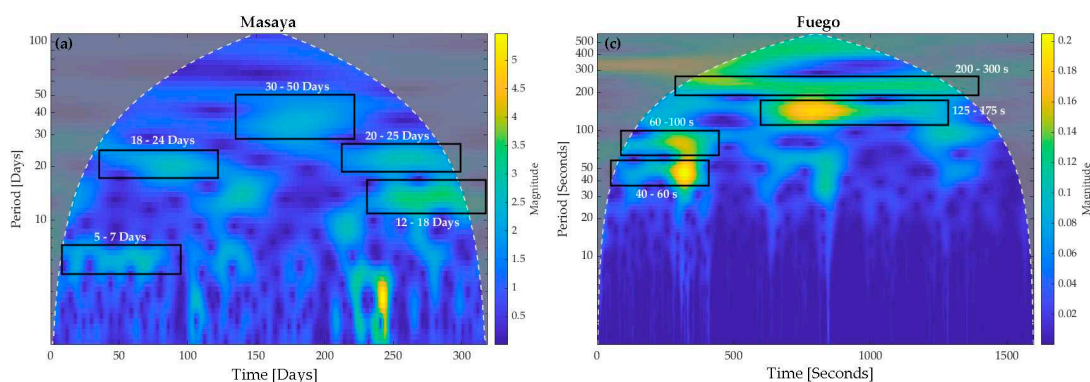 Masaya
(a)
100
80
60
40
30
20
10
Period [Days]
30 - 50 Days
18 - 24 Days
20 - 25 Days
12 - 18 Days
5 - 7 Days
0
50
100
150
200
250
300
Time [Days]
5
4.5
4
3.5
3
2.5
2
1.5
1
0.5
Magnitude
Fuego
(c)
500
400
300
200
100
50
40
30
20
10
Period [Seconds]
200 - 300 s
125 - 175 s
60 -100 s
40 - 60 s
0
500
1000
1500
Time [Seconds]
0.2
0.18
0.16
0.14
0.12
0.1
0.08
0.06
0.04
0.02
Magnitude